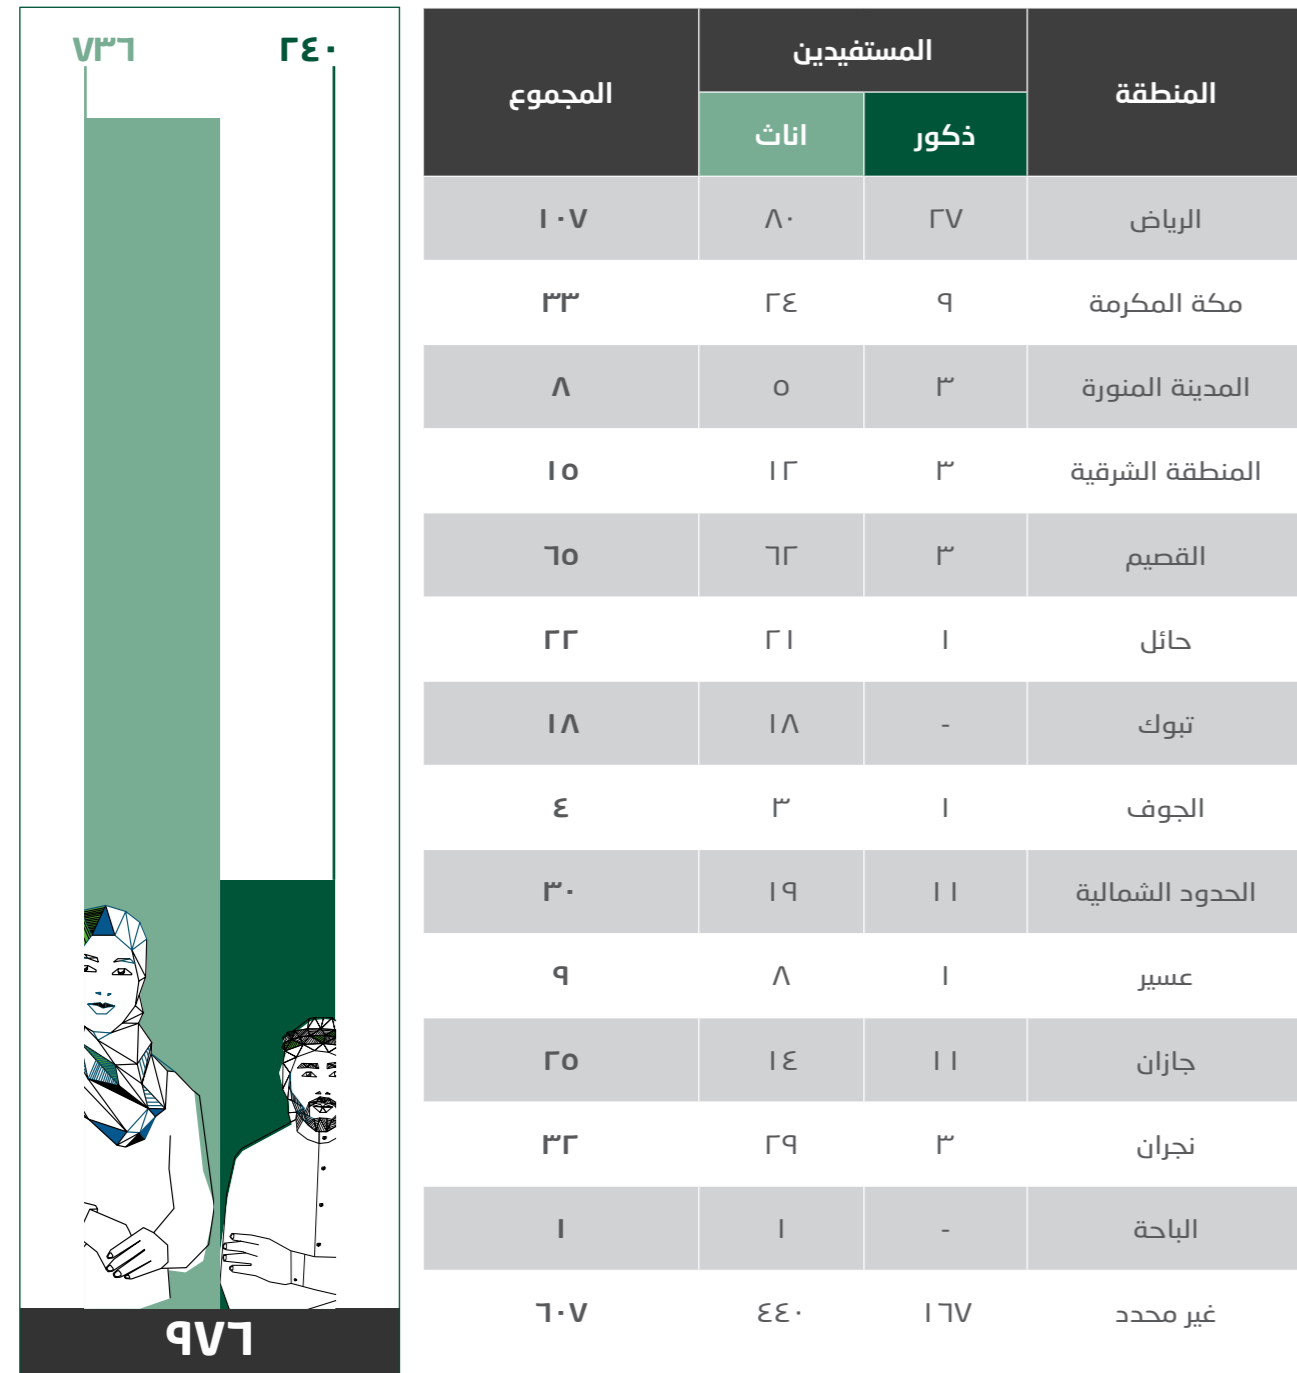 المنطقة المستفيدين المجموع
ذكور اناث
الرياض ٢٧ ٨٠ ١٠٧
مكة المكرمة ٩ ٢٤ ٣٣
المدينة المنورة ٣ ٥ ٨
المنطقة الشرقية ٣ ١٢ ١٥
القصيم ٣ ٦٢ ٦٥
حائل ١ ٢١ ٢٢
تبوك - ١٨ ١٨
الجوف ١ ٣ ٤
الحدود الشمالية ١١ ١٩ ٣٠
عسير ١ ٨ ٩
جازان ١١ ١٤ ٢٥
نجران ٣ ٢٩ ٣٢
الباحة - ١ ١
غير محدد ١٦٧ ٤٤٠ ٦٠٧
٢٤٠ ٧٣٦
٩٧٦